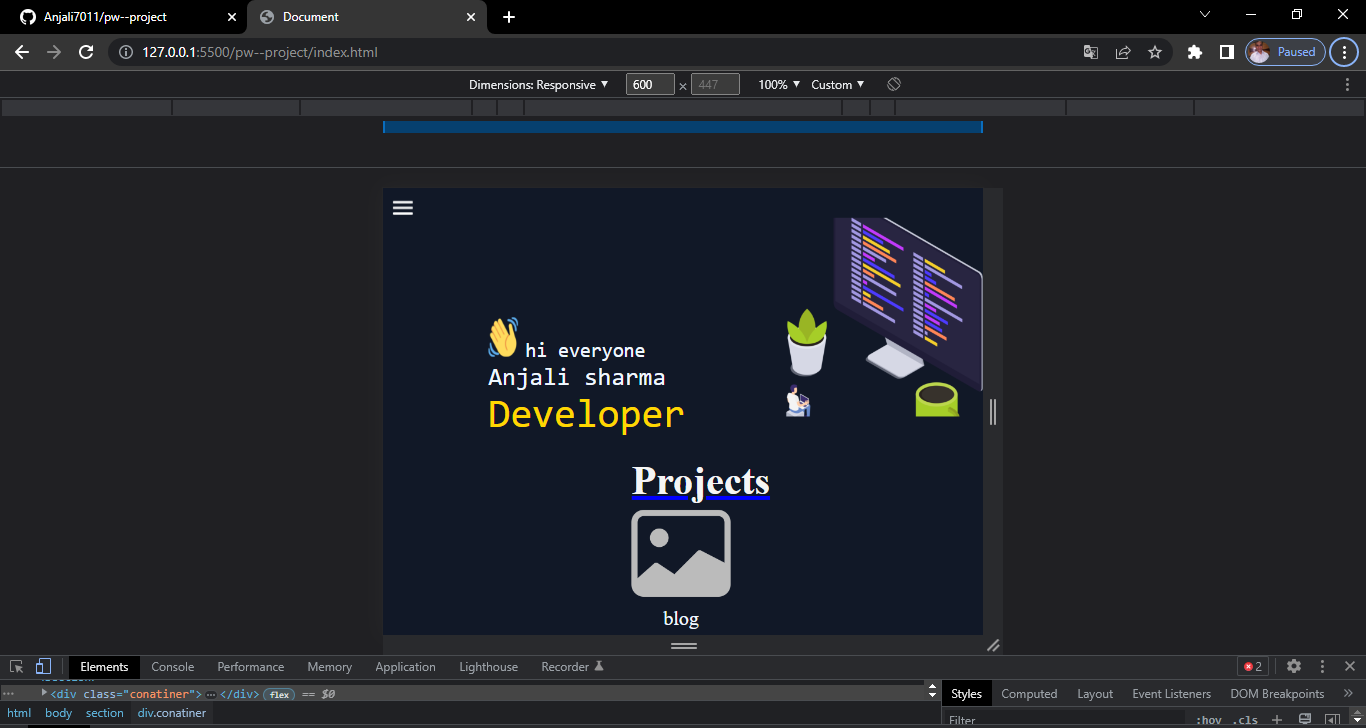 Anjali7011/pw--project
Document
127.0.0.1:5500/pw--project/index.html
Paused
Dimensions: Responsive
600 × 447
100%
Custom
hi everyone
Anjali sharma
Developer
Projects
blog
Elements Console Performance Memory Application Lighthouse Recorder
2
<div class="conatiner"> </div> flex == $0
html body section div.conatiner
Styles Computed Layout Event Listeners DOM Breakpoints
Filter :hov .cls